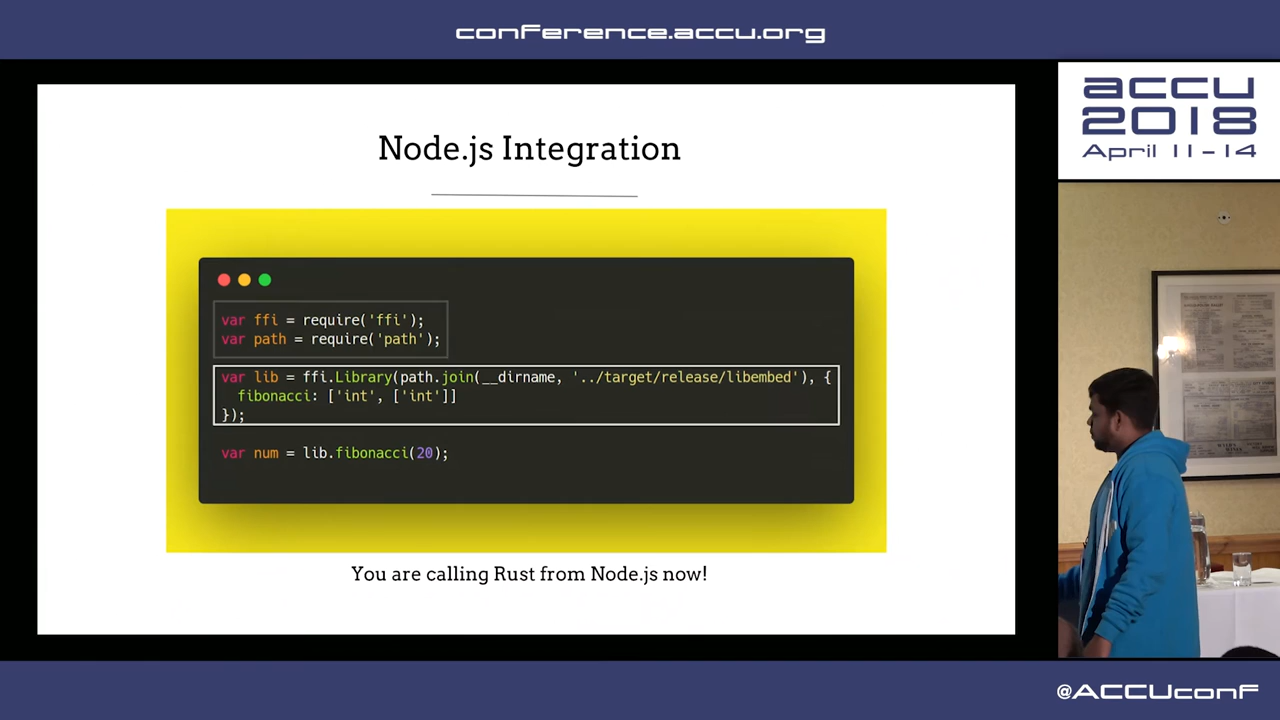 conference.accu.org
accu
2018
April 11-14
Node.js Integration
var ffi = require('ffi');
var path = require('path');
var lib = ffi.Library(path.join(__dirname, '../target/release/libembed'), {
fibonacci: ['int', ['int']]
});
var num = lib.fibonacci(20);
You are calling Rust from Node.js now!
@ACCUconf